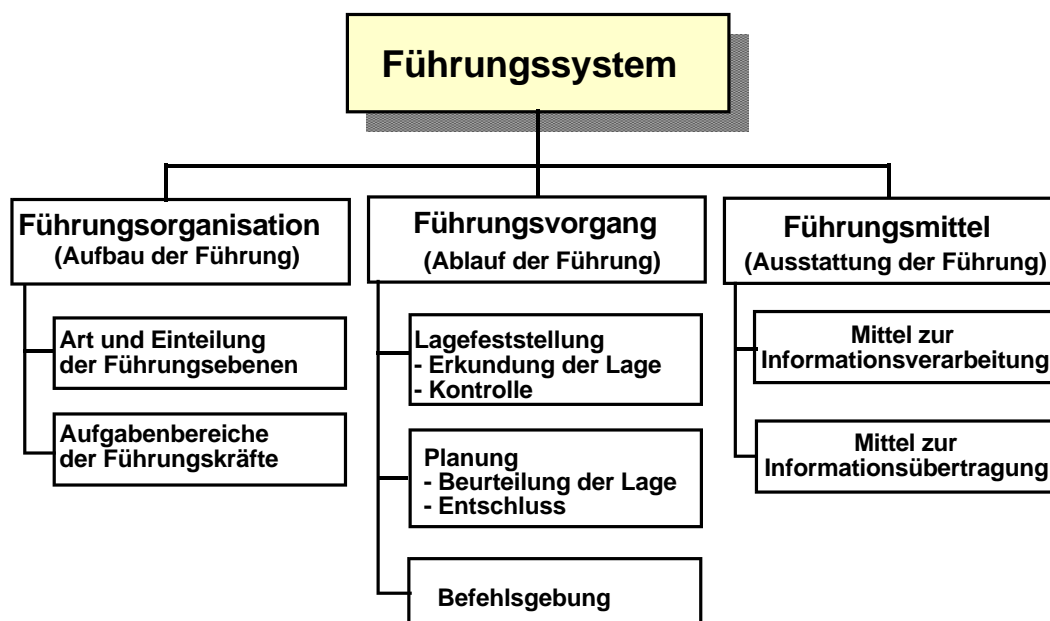 Führungssystem
Führungsorganisation
(Aufbau der Führung)
Art und Einteilung
der Führungsebenen
Aufgabenbereiche
der Führungskräfte
Führungsvorgang
(Ablauf der Führung)
Lagefeststellung
- Erkundung der Lage
- Kontrolle
Planung
- Beurteilung der Lage
- Entschluss
Befehlsgebung
Führungsmittel
(Ausstattung der Führung)
Mittel zur
Informationsverarbeitung
Mittel zur
Informationsübertragung